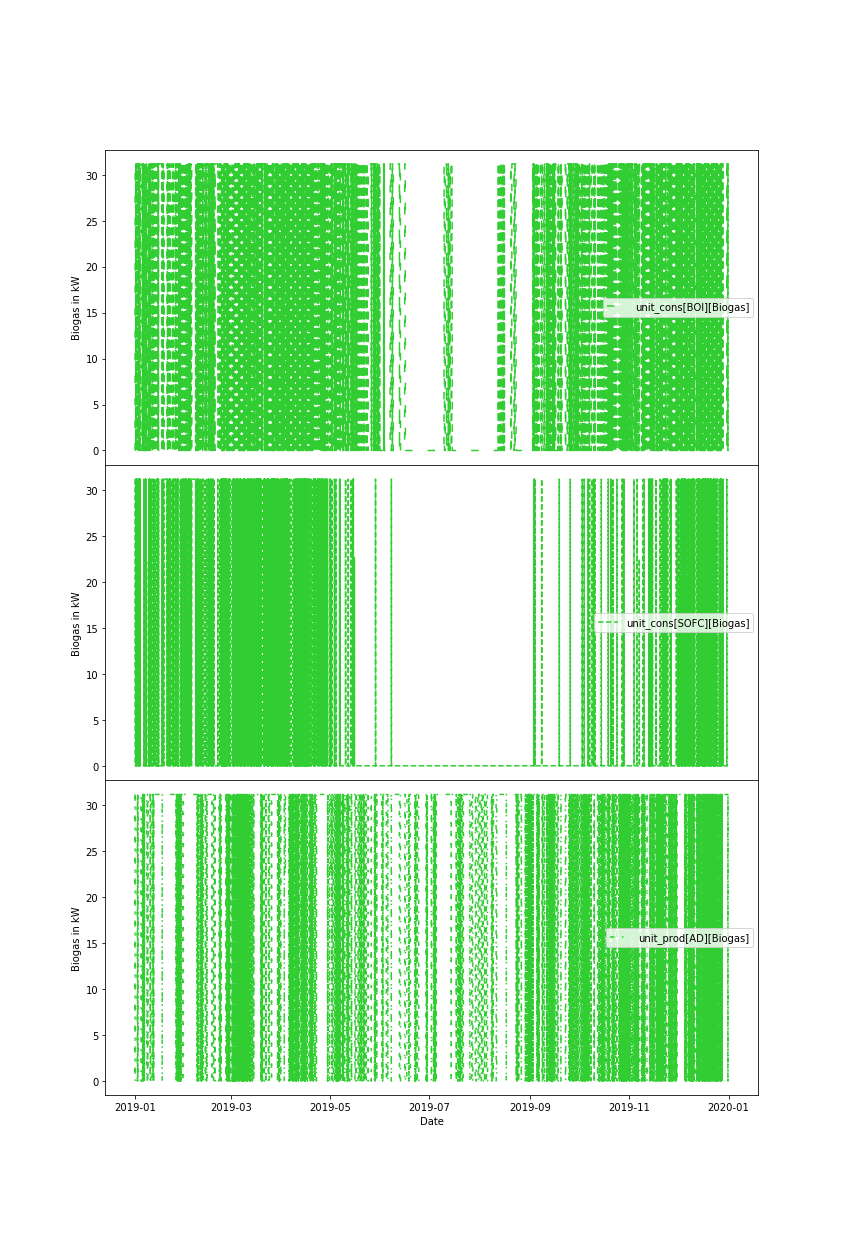 30
25
20
15
10
5
0
Biogas in kW
unit_cons[BOI][Biogas]
30
25
20
15
10
5
0
Biogas in kW
unit_cons[SOFC][Biogas]
30
25
20
15
10
5
0
Biogas in kW
unit_prod[AD][Biogas]
2019-01 2019-03 2019-05 2019-07 2019-09 2019-11 2020-01
Date